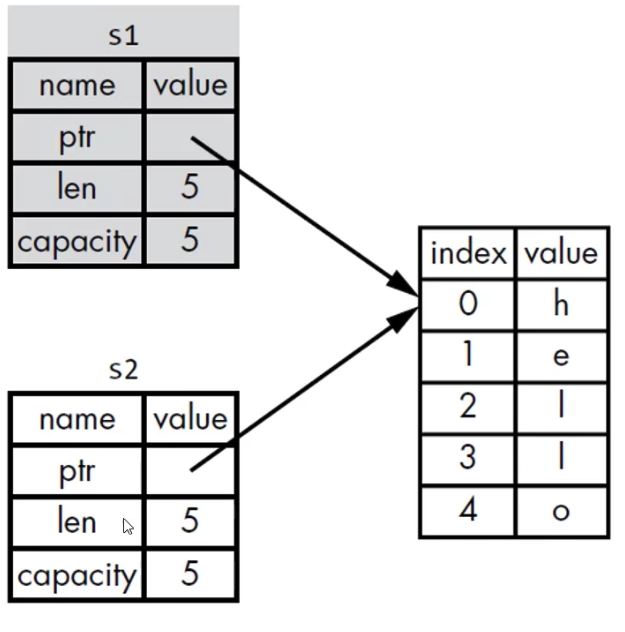 s1
name value
ptr
len 5
capacity 5
index value
0 h
1 e
2 l
3 l
4 o
s2
name value
ptr
len 5
capacity 5